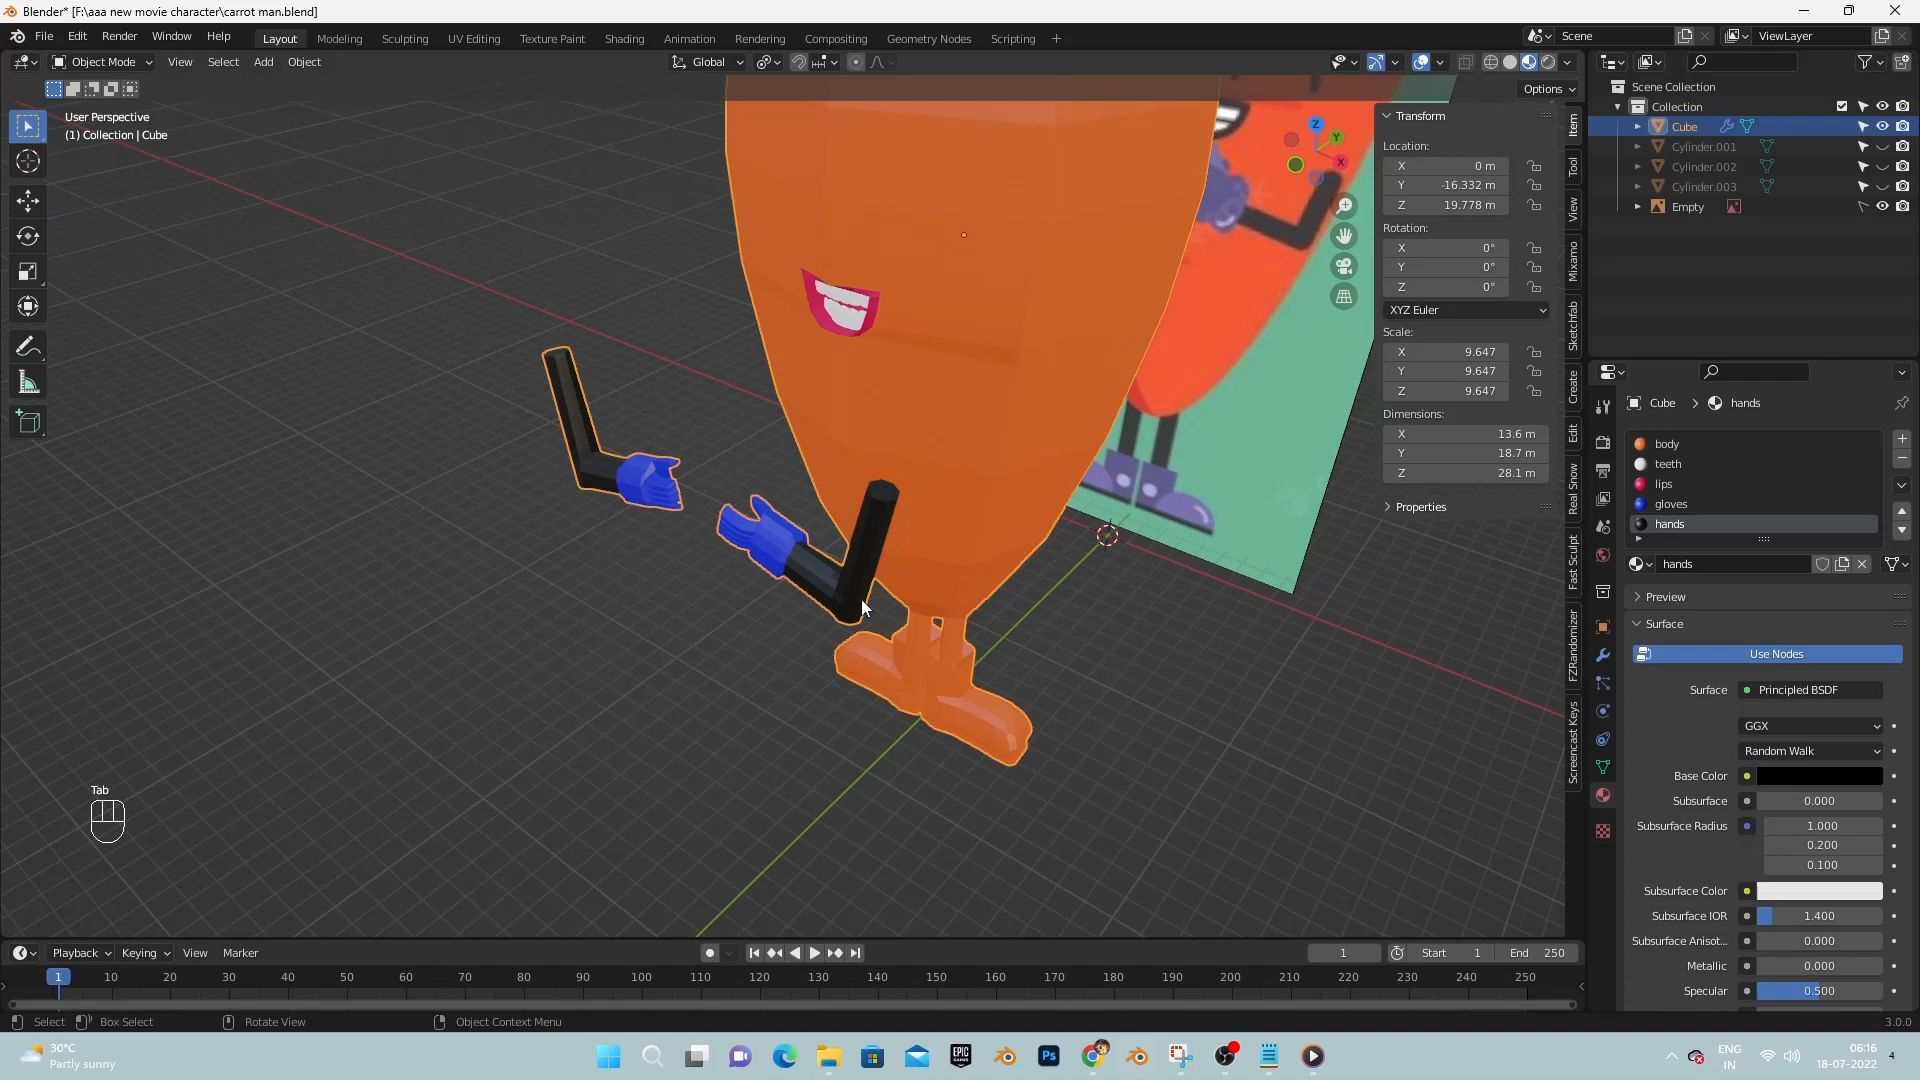 Blender* [F:\aaa new movie character\carrot man.blend]
File Edit Render Window Help Layout Modeling Sculpting UV Editing Texture Paint Shading Animation Rendering Compositing Geometry Nodes Scripting + Scene ViewLayer
Object Mode View Select Add Object Global
Options
User Perspective
(1) Collection | Cube
Transform
Location:
X 0 m
Y -16.332 m
Z 19.778 m
Rotation:
X 0°
Y 0°
Z 0°
XYZ Euler
Scale:
X 9.647
Y 9.647
Z 9.647
Dimensions:
X 13.6 m
Y 18.7 m
Z 28.1 m
Properties
Z
Y
X
Item
Tool
View
Mixamo
Sketchfab
Create
Edit
Real Snow
Fast Sculpt
FZRandomizer
Screencast Keys
Scene Collection
Collection
Cube
Cylinder.001
Cylinder.002
Cylinder.003
Empty
Cube > hands
body
teeth
lips
gloves
hands
hands
Preview
Surface
Use Nodes
Surface Principled BSDF
GGX
Random Walk
Base Color
Subsurface 0.000
Subsurface Radius 1.000
0.200
0.100
Subsurface Color
Subsurface IOR 1.400
Subsurface Anisot... 0.000
Metallic 0.000
Specular 0.500
Tab
Playback Keying View Marker 1 Start 1 End 250
1 10 20 30 40 50 60 70 80 90 100 110 120 130 140 150 160 170 180 190 200 210 220 230 240 250
Select Box Select Rotate View Object Context Menu 3.0.0
30°C
Partly sunny
EPIC
GAMES
Ps
ENG
IN
06:16
18-07-2022
4